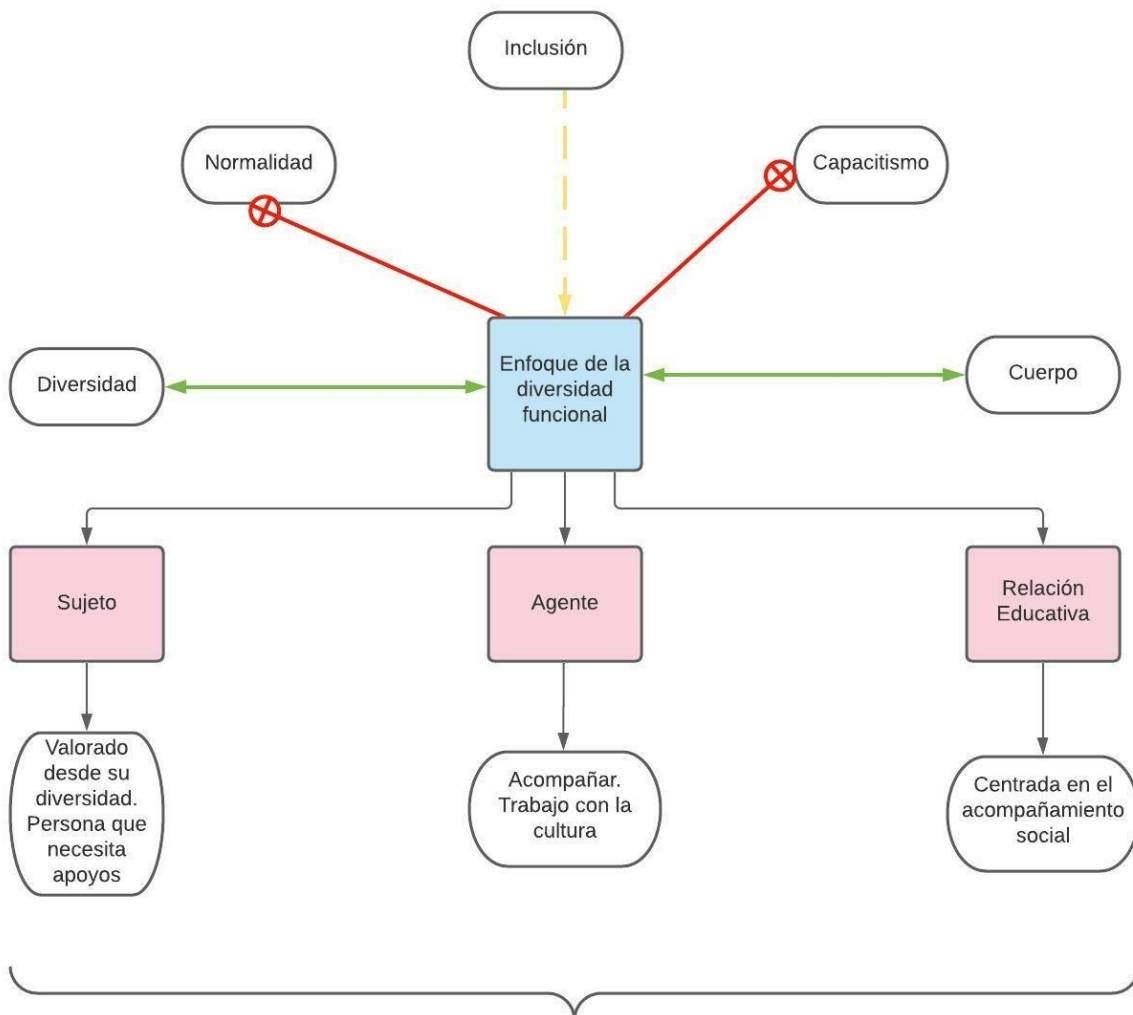 Inclusión
Normalidad
Capacitismo
Enfoque de la
diversidad
funcional
Diversidad
Cuerpo
Sujeto
Agente
Relación
Educativa
Valorado
desde su
diversidad.
Persona que
necesita
apoyos
Acompañar.
Trabajo con la
cultura
Centrada en el
acompañamiento
social